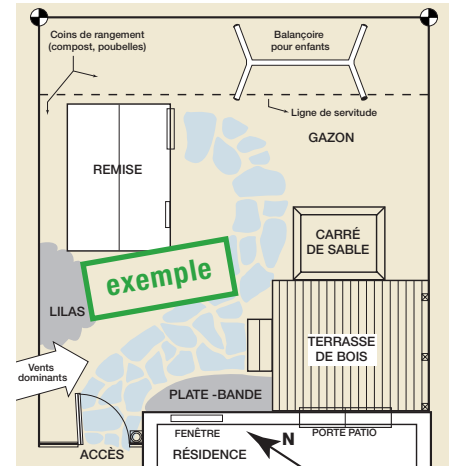 Coins de rangement
(compost, poubelles)
Balançoire
pour enfants
Ligne de servitude
GAZON
REMISE
CARRÉ
DE SABLE
exemple
LILAS
TERRASSE
DE BOIS
Vents
dominants
PLATE -BANDE
FENÊTRE
N
PORTE PATIO
ACCÈS
RÉSIDENCE